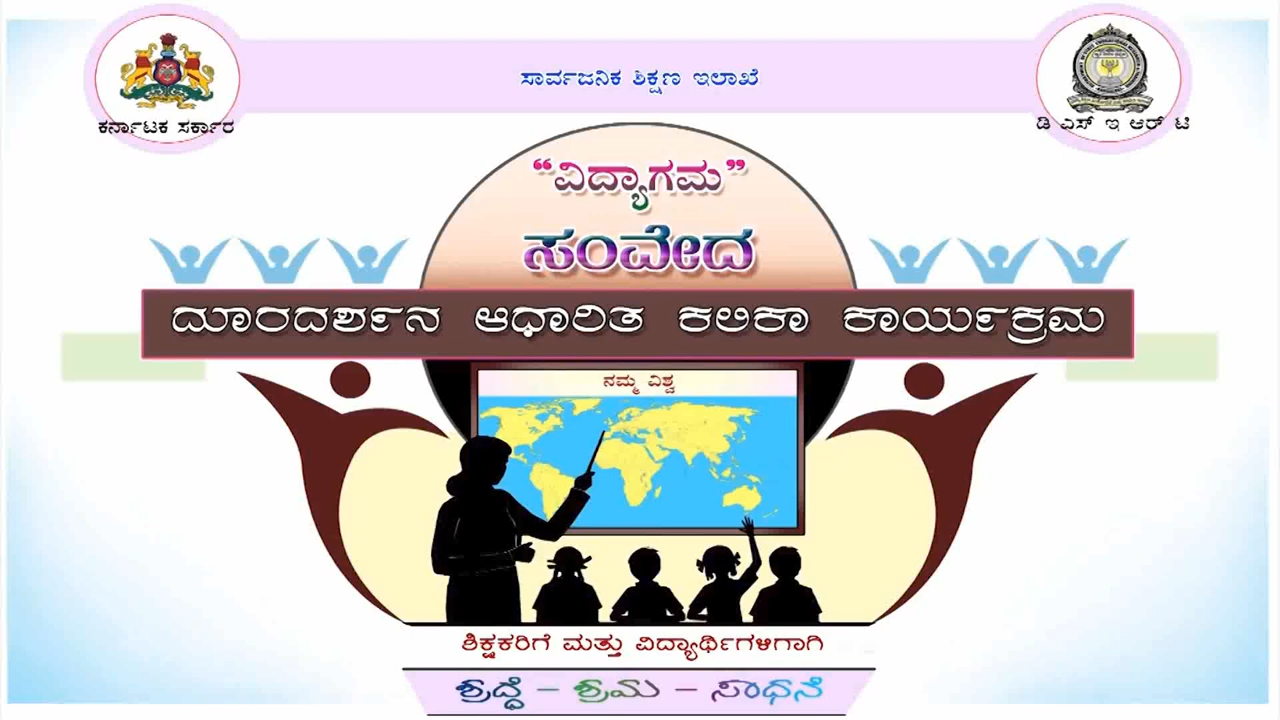 ಸಾರ್ವಜನಿಕ ಶಿಕ್ಷಣ ಇಲಾಖೆ
ಕರ್ನಾಟಕ ಸರ್ಕಾರ
ಡಿ ಎಸ್ ಇ ಆರ್ ಟಿ
“ವಿದ್ಯಾಗಮ”
ಸಂವೇದ
ದೂರದರ್ಶನ ಆಧಾರಿತ ಕಲಿಕಾ ಕಾರ್ಯಕ್ರಮ
ನಮ್ಮ ವಿಶ್ವ
ಶಿಕ್ಷಕರಿಗೆ ಮತ್ತು ವಿದ್ಯಾರ್ಥಿಗಳಿಗಾಗಿ
ಶ್ರದ್ಧೆ – ಶ್ರಮ – ಸಾಧನೆ